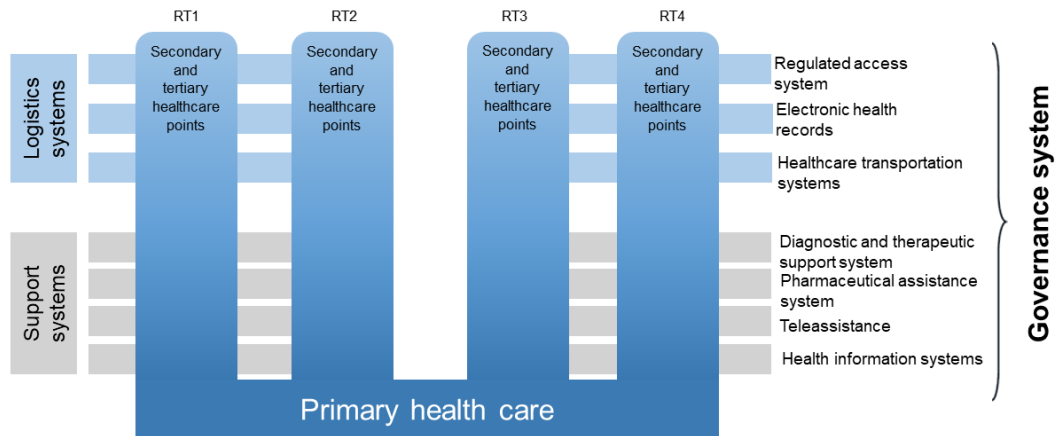 RT1
RT2
RT3
RT4
Secondary
and
tertiary
healthcare
points
Secondary
and
tertiary
healthcare
points
Secondary
and
tertiary
healthcare
points
Secondary
and
tertiary
healthcare
points
Logistics
systems
Regulated access
system
Electronic health
records
Healthcare transportation
systems
Support
systems
Diagnostic and therapeutic
support system
Pharmaceutical assistance
system
Teleassistance
Health information systems
Governance system
Primary health care